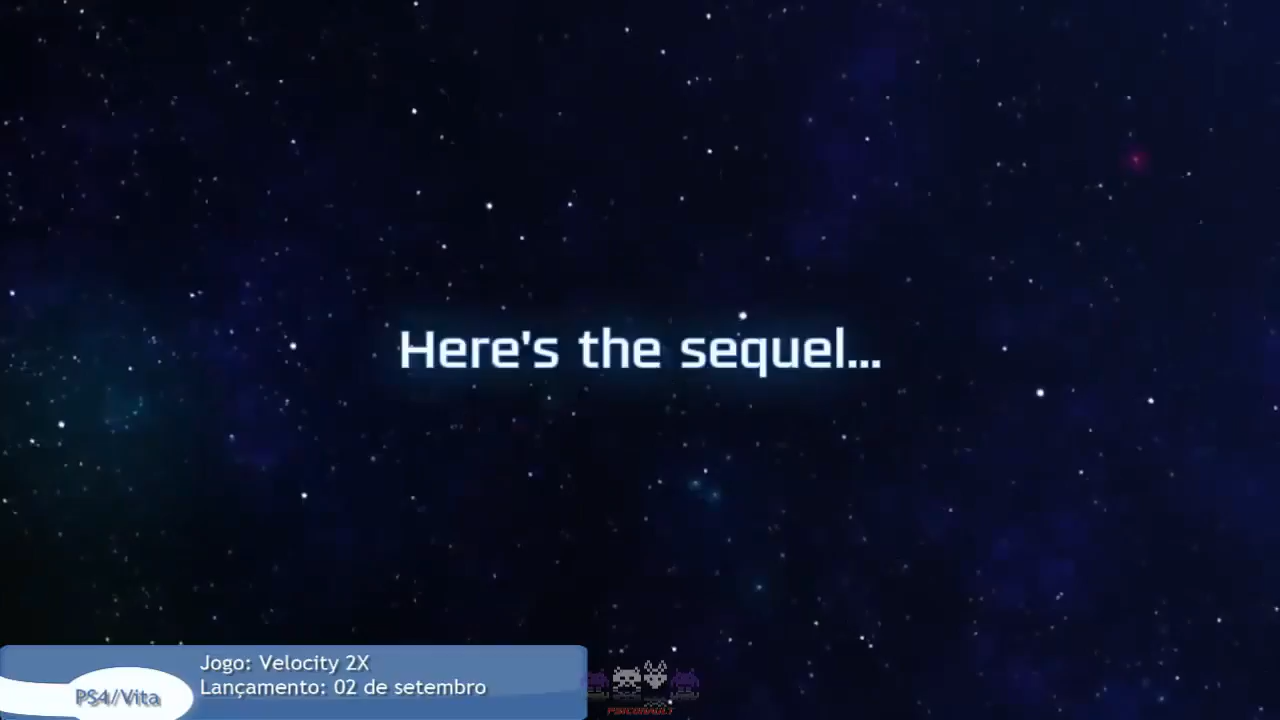 Here's the sequel...
Jogo: Velocity 2X
Lançamento: 02 de setembro
PS4/Vita